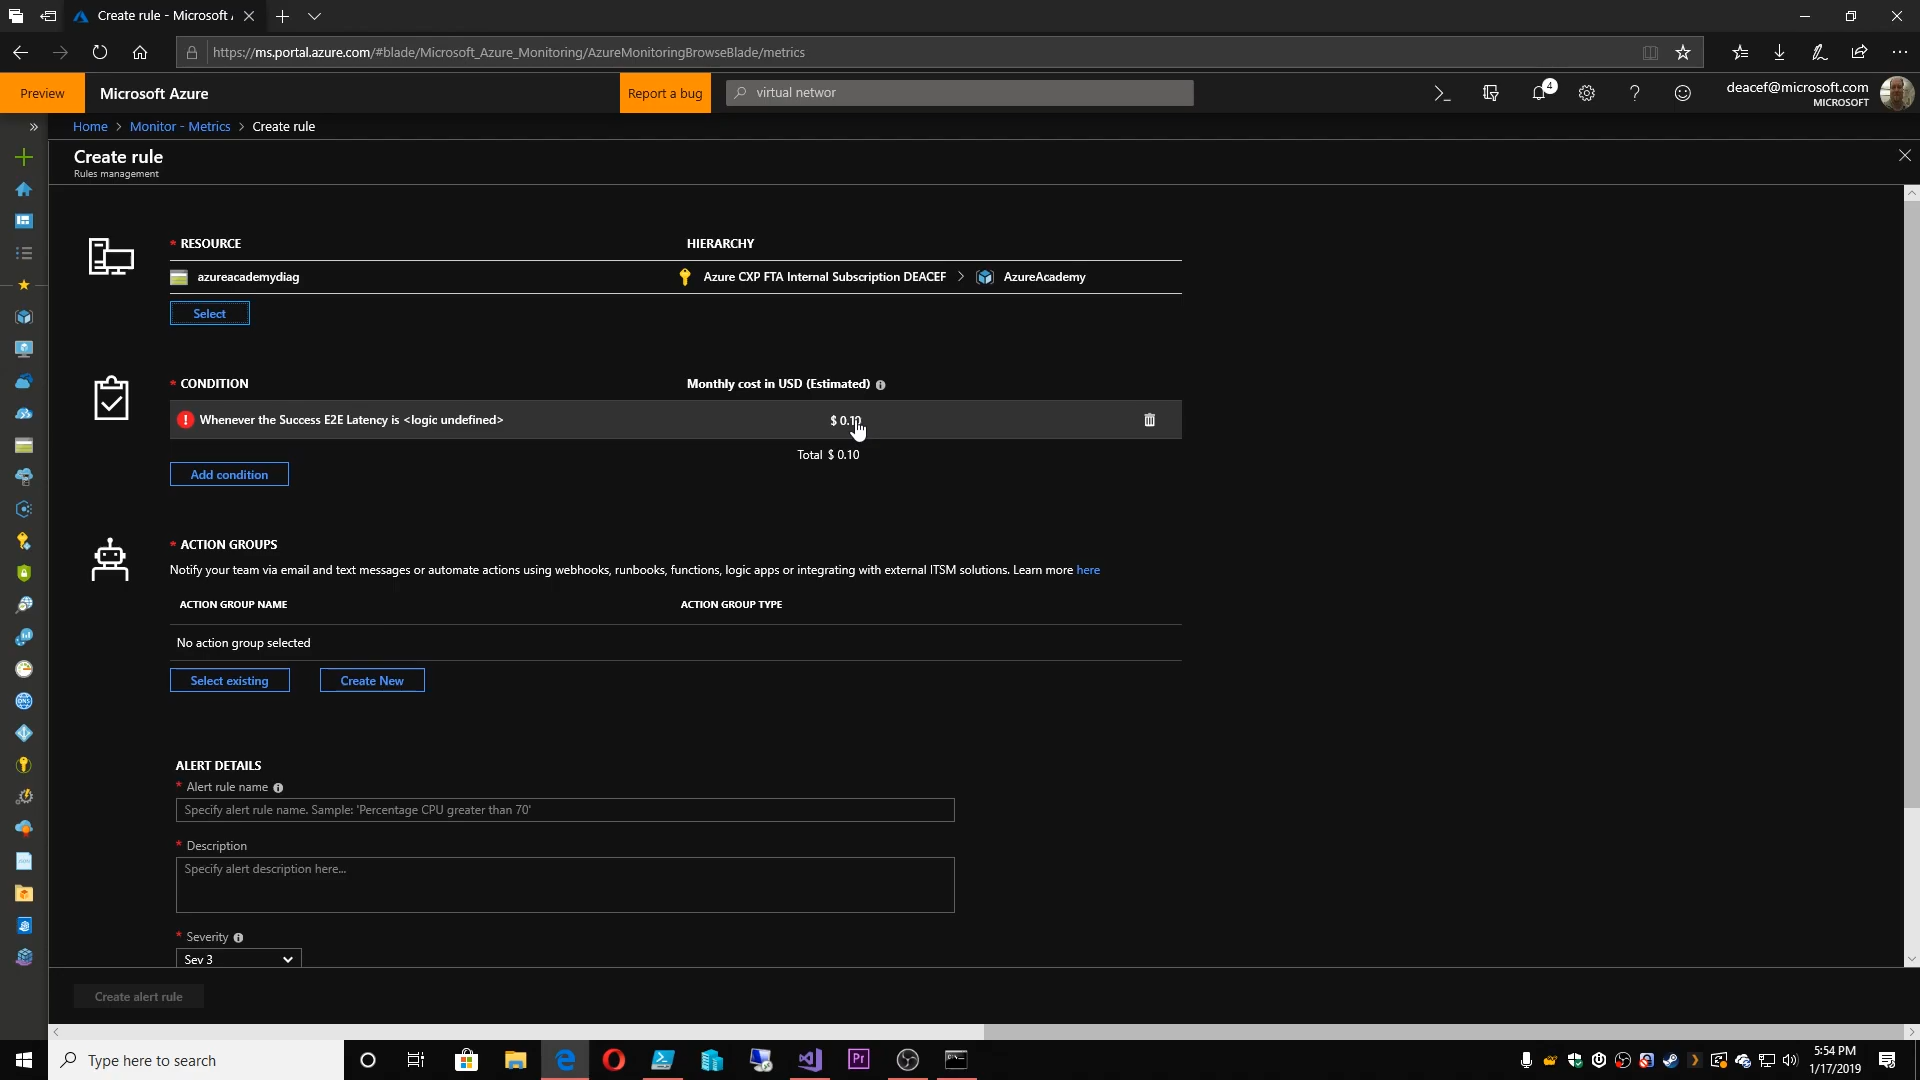 Create rule - Microsoft A
https://ms.portal.azure.com/#blade/Microsoft_Azure_Monitoring/AzureMonitoringBrowseBlade/metrics
Preview
Microsoft Azure
Report a bug
virtual networ
4
deacef@microsoft.com
MICROSOFT
Home > Monitor - Metrics > Create rule
Create rule
Rules management
* RESOURCE
HIERARCHY
azureacademydiag
Azure CXP FTA Internal Subscription DEACEF > AzureAcademy
Select
* CONDITION
Monthly cost in USD (Estimated)
Whenever the Success E2E Latency is <logic undefined>
$ 0.10
Total $ 0.10
Add condition
* ACTION GROUPS
Notify your team via email and text messages or automate actions using webhooks, runbooks, functions, logic apps or integrating with external ITSM solutions. Learn more here
ACTION GROUP NAME
ACTION GROUP TYPE
No action group selected
Select existing
Create New
ALERT DETAILS
* Alert rule name
Specify alert rule name. Sample: 'Percentage CPU greater than 70'
* Description
Specify alert description here...
* Severity
Sev 3
Create alert rule
Type here to search
Pr
5:54 PM
1/17/2019